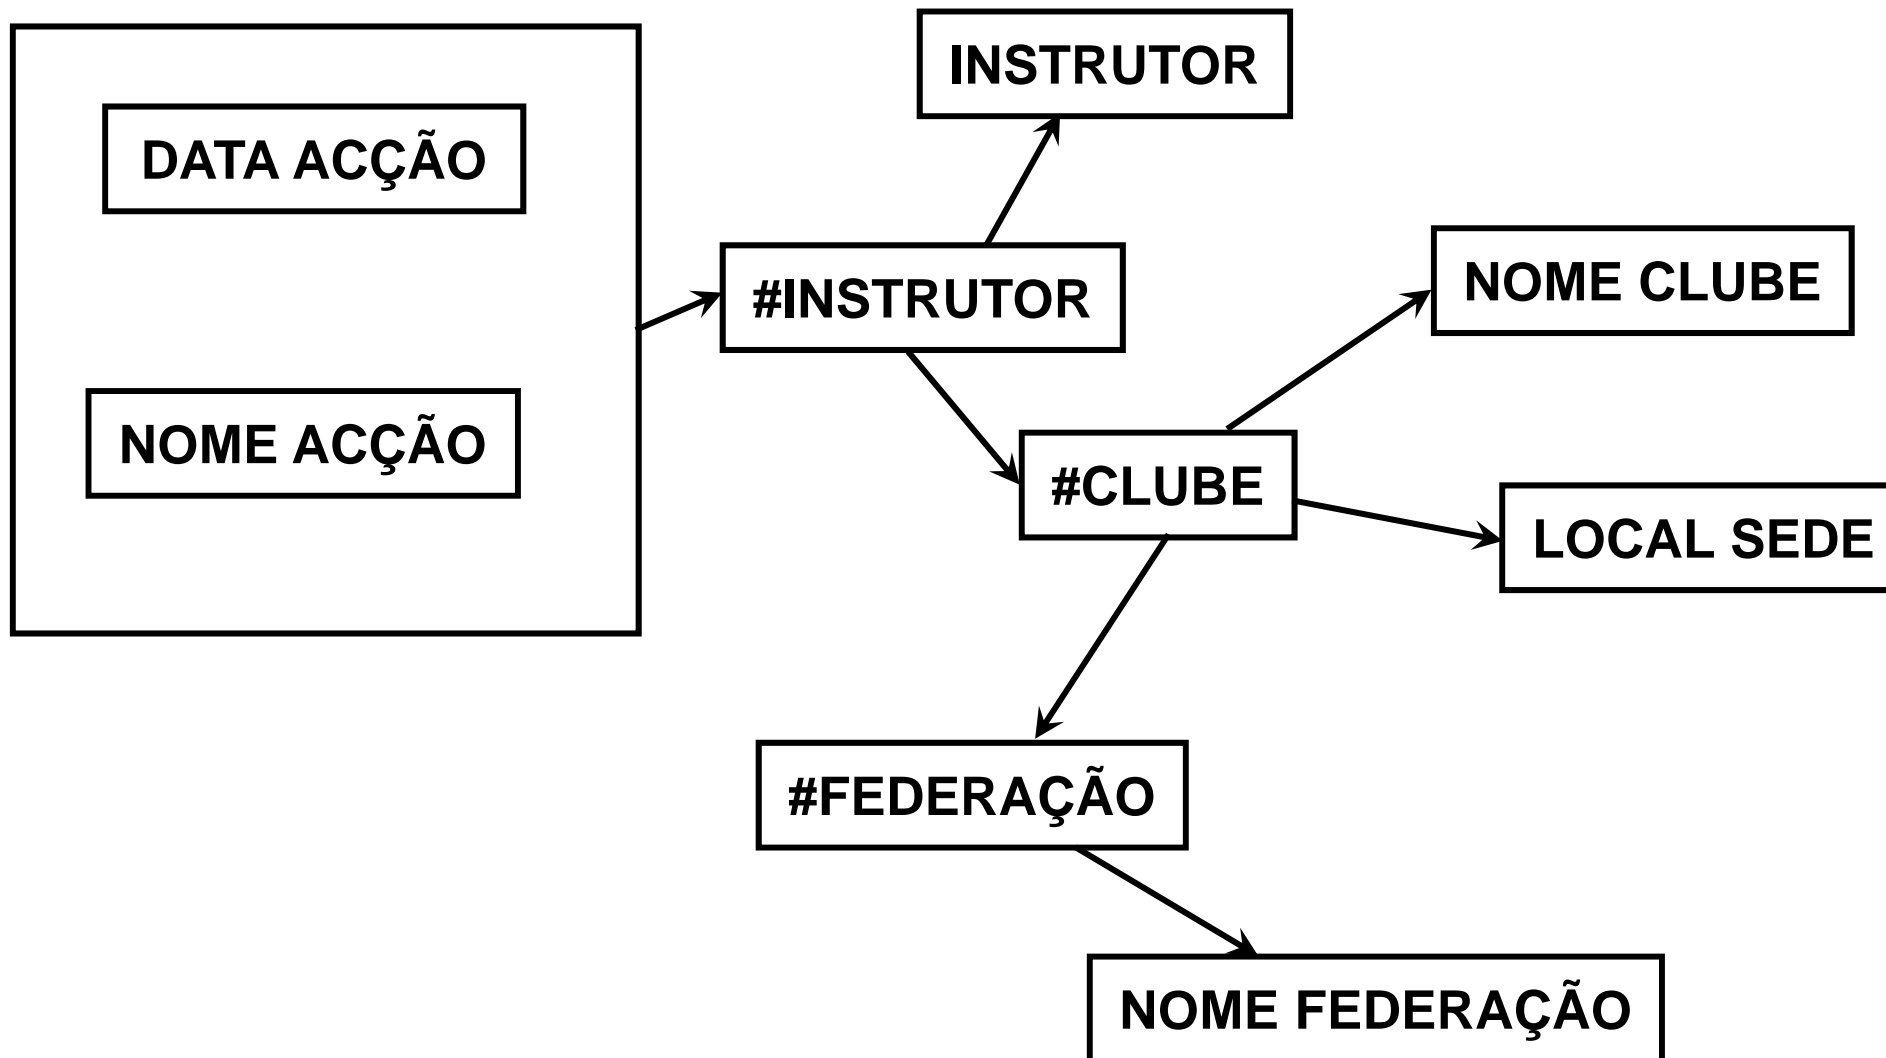 INSTRUTOR
DATA ACÇÃO
#INSTRUTOR
NOME CLUBE
NOME ACÇÃO
#CLUBE
LOCAL SEDE
#FEDERAÇÃO
NOME FEDERAÇÃO